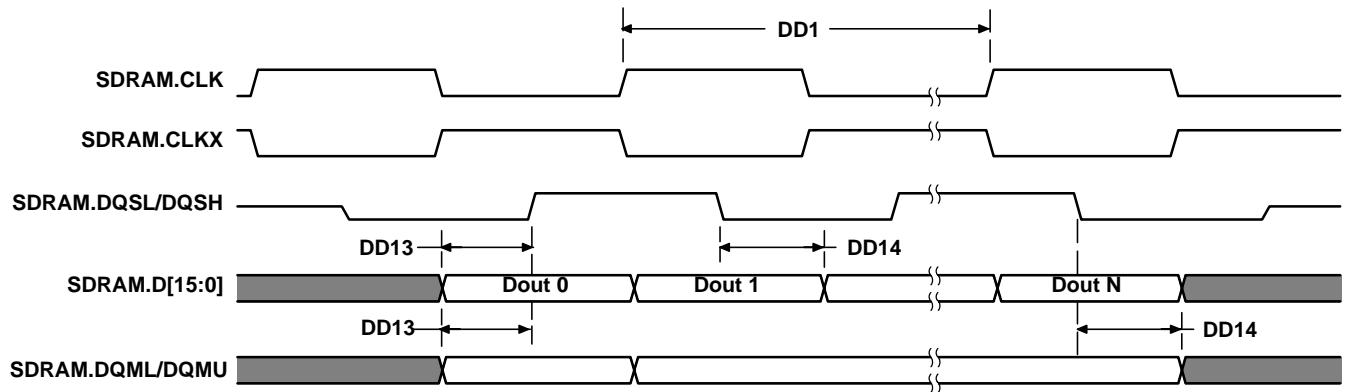 DD1
SDRAM.CLK
SDRAM.CLKX
SDRAM.DQSL/DQSH
DD13
DD14
SDRAM.D[15:0]
Dout 0
Dout 1
Dout N
DD13
DD14
SDRAM.DQML/DQMU